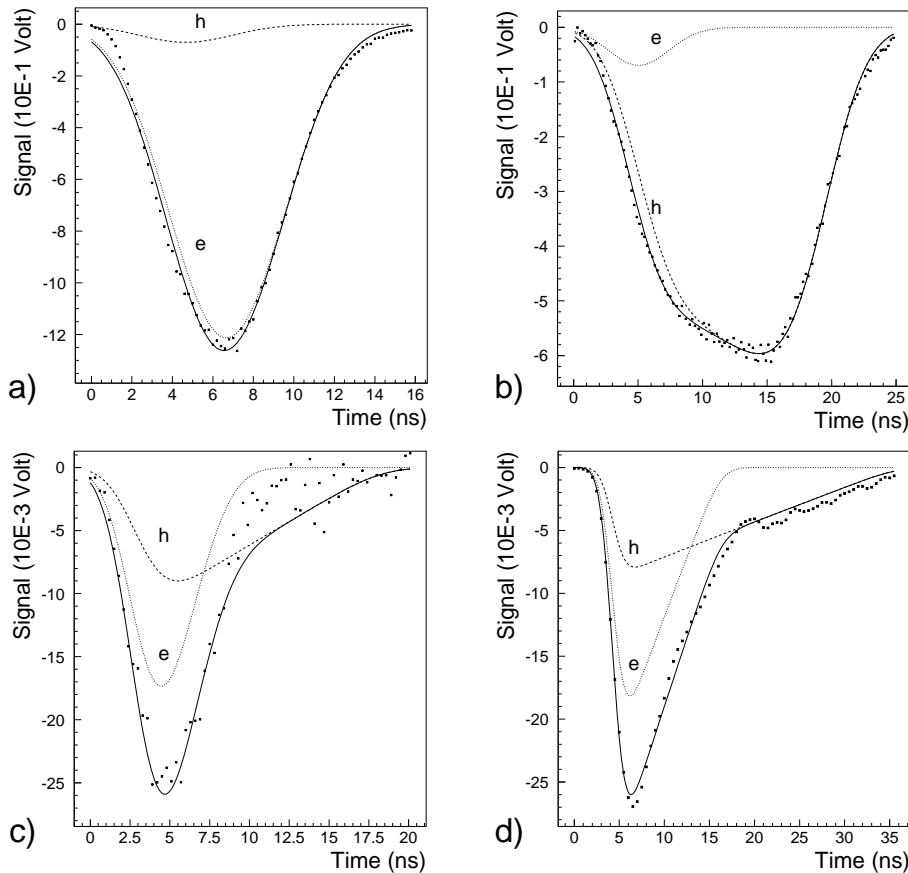 h
0
-2
-4
-6
-8
-10
-12
Signal (10E-1 Volt)
e
0 2 4 6 8 10 12 14 16
a)
Time (ns)
0
-1
-2
-3
-4
-5
-6
Signal (10E-1 Volt)
e
h
0 5 10 15 20 25
b)
Time (ns)
0
-5
-10
-15
-20
-25
Signal (10E-3 Volt)
h
e
0 2.5 5 7.5 10 12.5 15 17.5 20
c)
Time (ns)
0
-5
-10
-15
-20
-25
Signal (10E-3 Volt)
h
e
0 5 10 15 20 25 30 35
d)
Time (ns)